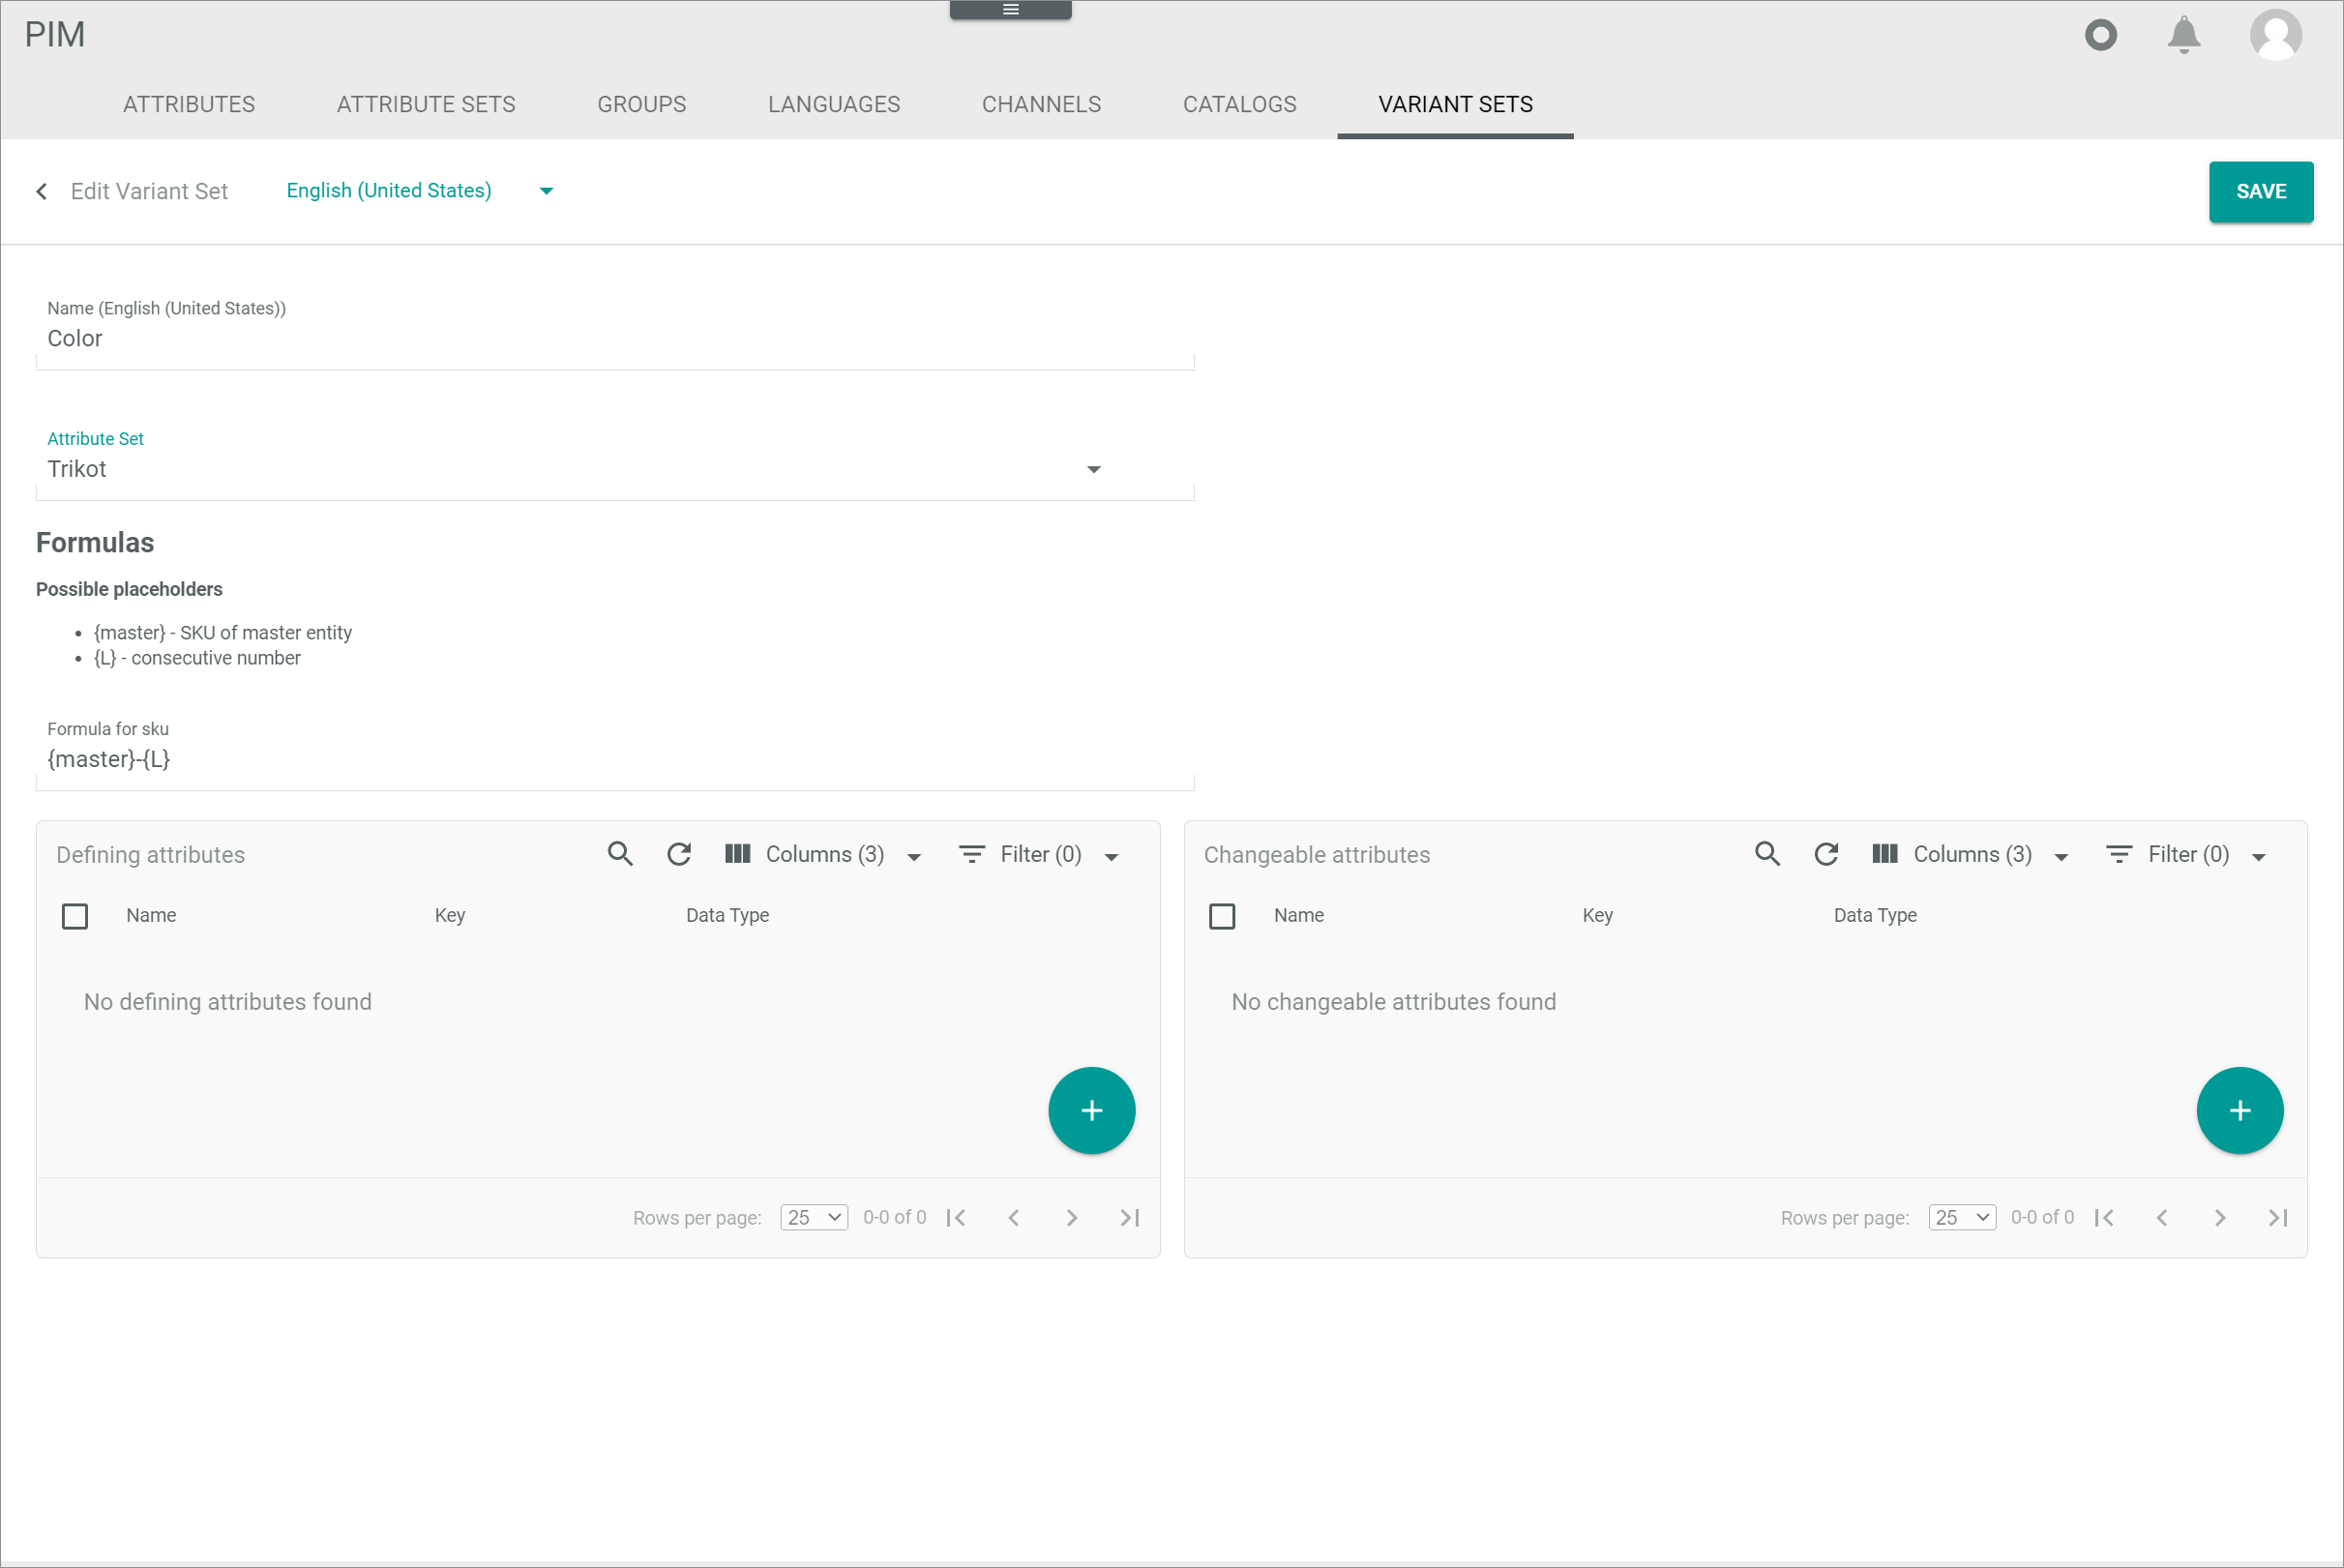 PIM
ATTRIBUTES ATTRIBUTE SETS GROUPS LANGUAGES CHANNELS CATALOGS VARIANT SETS
Edit Variant Set English (United States) SAVE
Name (English (United States))
Color
Attribute Set
Trikot
Formulas
Possible placeholders
• {master} - SKU of master entity
• {L} - consecutive number
Formula for sku
{master}-{L}
Defining attributes Columns (3) Filter (0)
Name Key Data Type
No defining attributes found
Rows per page: 25 0-0 of 0
Changeable attributes Columns (3) Filter (0)
Name Key Data Type
No changeable attributes found
Rows per page: 25 0-0 of 0